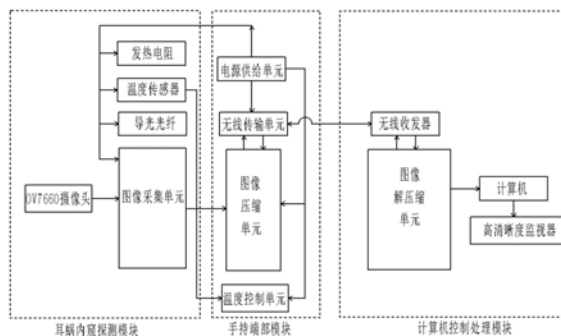 发热电阻
温度传感器
导光光纤
OV7660摄像头
图像采集单元
耳蜗内窥探测模块
电源供给单元
无线传输单元
图像
压缩
单元
温度控制单元
手持端部模块
无线收发器
图像
解压缩
单元
计算机
高清晰度监视器
计算机控制处理模块